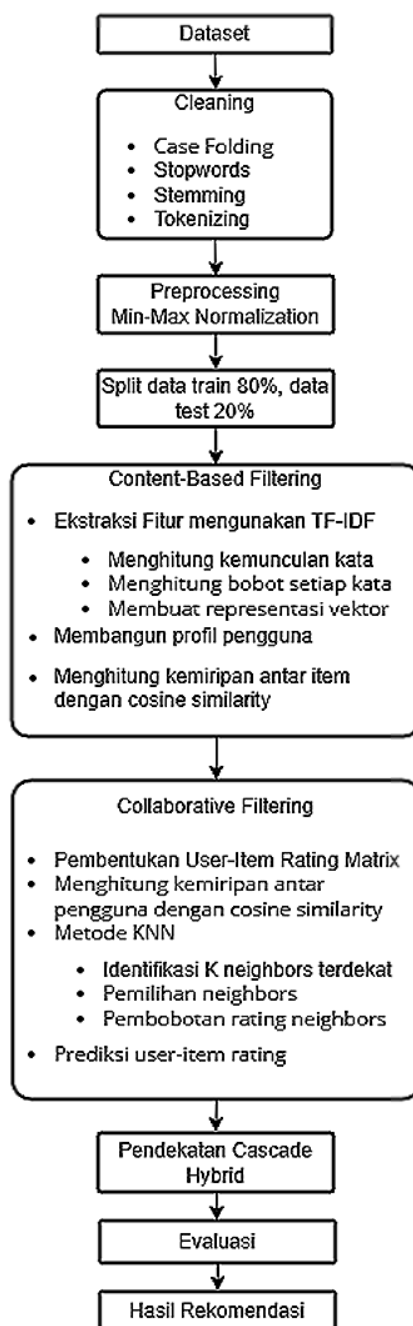 Dataset
Cleaning
• Case Folding
• Stopwords
• Stemming
• Tokenizing
Preprocessing
Min-Max Normalization
Split data train 80%, data
test 20%
Content-Based Filtering
• Ekstraksi Fitur mengunakan TF-IDF
• Menghitung kemunculan kata
• Menghitung bobot setiap kata
• Membuat representasi vektor
• Membangun profil pengguna
• Menghitung kemiripan antar item
dengan cosine similarity
Collaborative Filtering
• Pembentukan User-Item Rating Matrix
• Menghitung kemiripan antar
pengguna dengan cosine similarity
• Metode KNN
• Identifikasi K neighbors terdekat
• Pemilihan neighbors
• Pembobotan rating neighbors
• Prediksi user-item rating
Pendekatan Cascade
Hybrid
Evaluasi
Hasil Rekomendasi